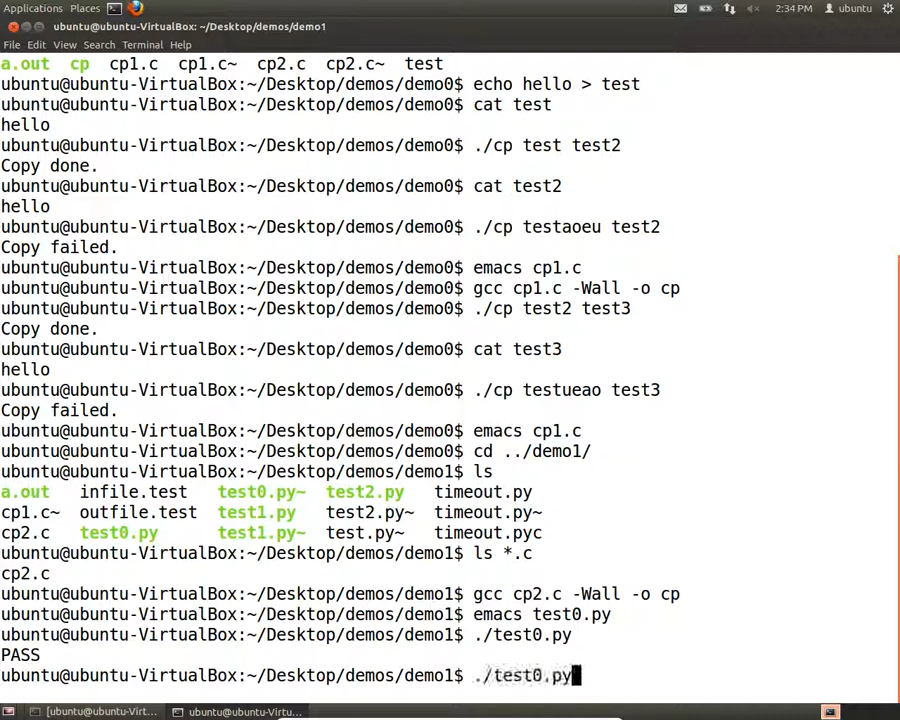 Applications Places 2:34 PM ubuntu
ubuntu@ubuntu-VirtualBox: ~/Desktop/demos/demo1
File Edit View Search Terminal Help
a.out cp cp1.c cp1.c~ cp2.c cp2.c~ test
ubuntu@ubuntu-VirtualBox:~/Desktop/demos/demo0$ echo hello > test
ubuntu@ubuntu-VirtualBox:~/Desktop/demos/demo0$ cat test
hello
ubuntu@ubuntu-VirtualBox:~/Desktop/demos/demo0$ ./cp test test2
Copy done.
ubuntu@ubuntu-VirtualBox:~/Desktop/demos/demo0$ cat test2
hello
ubuntu@ubuntu-VirtualBox:~/Desktop/demos/demo0$ ./cp testaoeu test2
Copy failed.
ubuntu@ubuntu-VirtualBox:~/Desktop/demos/demo0$ emacs cp1.c
ubuntu@ubuntu-VirtualBox:~/Desktop/demos/demo0$ gcc cp1.c -Wall -o cp
ubuntu@ubuntu-VirtualBox:~/Desktop/demos/demo0$ ./cp test2 test3
Copy done.
ubuntu@ubuntu-VirtualBox:~/Desktop/demos/demo0$ cat test3
hello
ubuntu@ubuntu-VirtualBox:~/Desktop/demos/demo0$ ./cp testueao test3
Copy failed.
ubuntu@ubuntu-VirtualBox:~/Desktop/demos/demo0$ emacs cp1.c
ubuntu@ubuntu-VirtualBox:~/Desktop/demos/demo0$ cd ../demo1/
ubuntu@ubuntu-VirtualBox:~/Desktop/demos/demo1$ ls
a.out infile.test test0.py~ test2.py timeout.py
cp1.c~ outfile.test test1.py test2.py~ timeout.py~
cp2.c test0.py test1.py~ test.py~ timeout.pyc
ubuntu@ubuntu-VirtualBox:~/Desktop/demos/demo1$ ls *.c
cp2.c
ubuntu@ubuntu-VirtualBox:~/Desktop/demos/demo1$ gcc cp2.c -Wall -o cp
ubuntu@ubuntu-VirtualBox:~/Desktop/demos/demo1$ emacs test0.py
ubuntu@ubuntu-VirtualBox:~/Desktop/demos/demo1$ ./test0.py
PASS
ubuntu@ubuntu-VirtualBox:~/Desktop/demos/demo1$ ./test0.py
[ubuntu@ubuntu-Virt... ubuntu@ubuntu-Virtu...